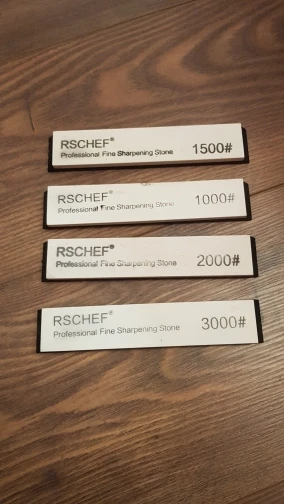 RSCHEF®
Professional Fine Sharpening Stone
1500#
RSCHEF®
Professional Fine Sharpening Stone
1000#
RSCHEF®
Professional Fine Sharpening Stone
2000#
RSCHEF®
Professional Fine Sharpening Stone
3000#